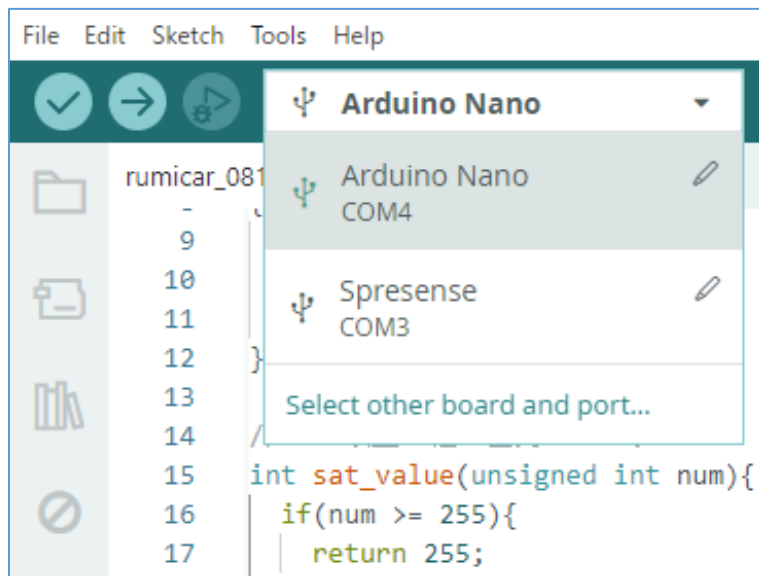 File Edit Sketch Tools Help
Arduino Nano
rumicar_081
Arduino Nano
COM4
Spresense
COM3
Select other board and port...
9
10
11
12 }
13
14 //
15 int sat_value(unsigned int num){
16 if(num >= 255){
17 return 255;